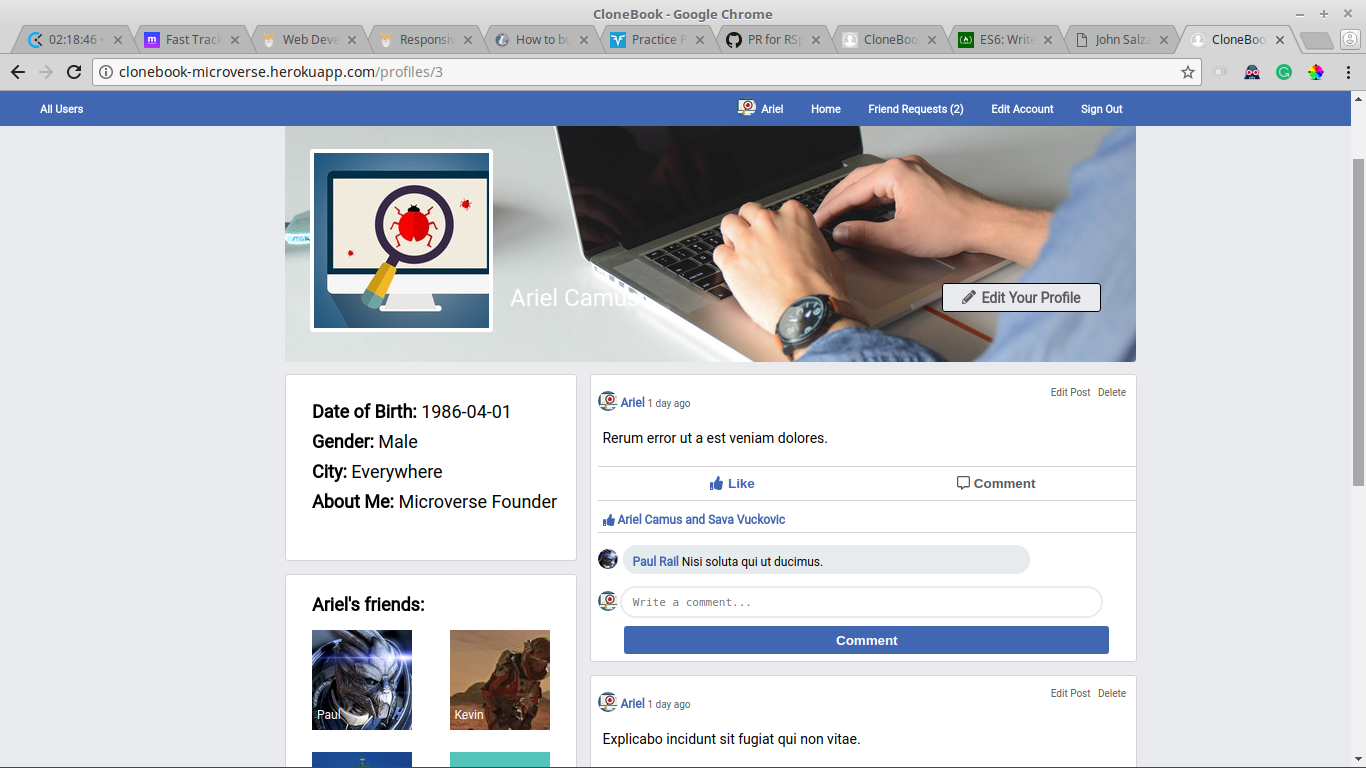 CloneBook - Google Chrome
02:18:46
Fast Track
Web Deve
Responsiv
How to bu
Practice P
PR for RSp
CloneBoo
ES6: Write
John Salza
CloneBoo
clonebook-microverse.herokuapp.com/profiles/3
All Users
Ariel
Home
Friend Requests (2)
Edit Account
Sign Out
Ariel Camus
Edit Your Profile
Date of Birth: 1986-04-01
Gender: Male
City: Everywhere
About Me: Microverse Founder
Ariel's friends:
Paul
Kevin
Ariel 1 day ago
Edit Post Delete
Rerum error ut a est veniam dolores.
Like
Comment
Ariel Camus and Sava Vuckovic
Paul Rail Nisi soluta qui ut ducimus.
Write a comment...
Comment
Ariel 1 day ago
Edit Post Delete
Explicabo incidunt sit fugiat qui non vitae.